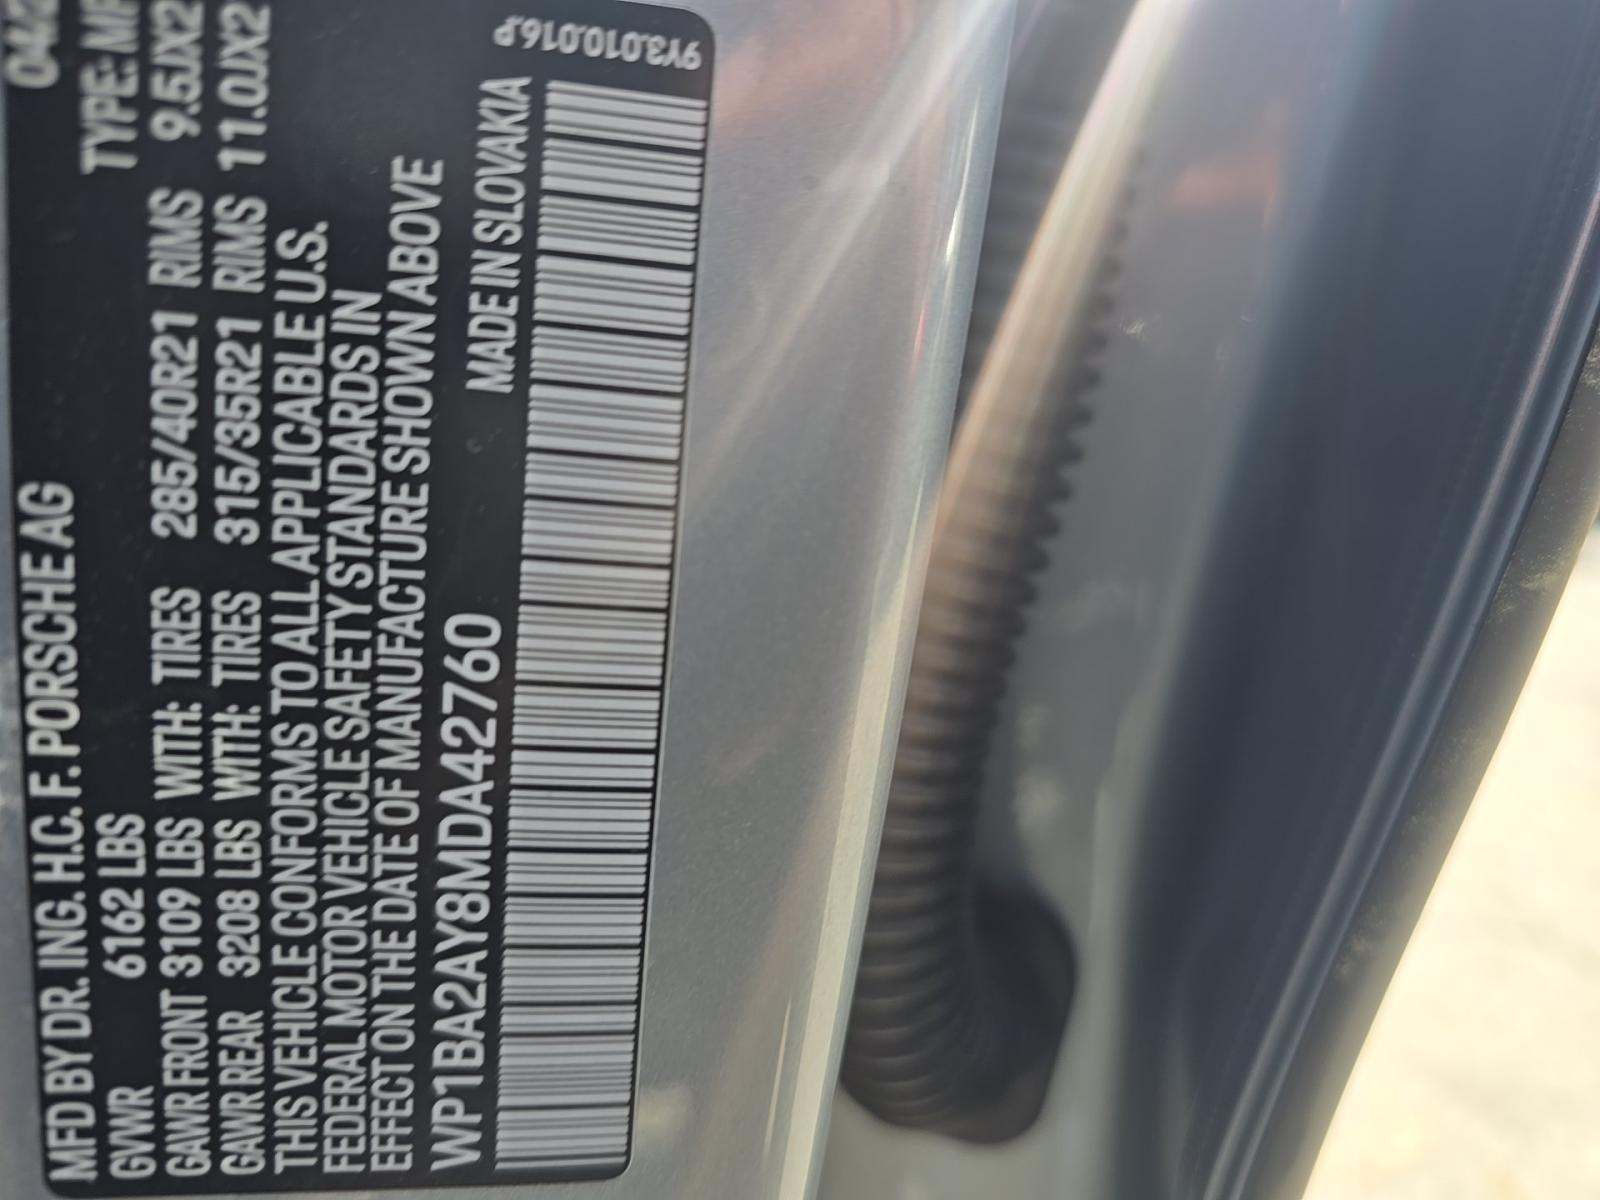 MFD BY DR. ING. H.C. F. PORSCHE AG
GVWR 6162 LBS TYPE:
GAWR FRONT 3109 LBS WITH: TIRES 285/40R21 RIMS 9.5JX2
GAWR REAR 3208 LBS WITH: TIRES 315/35R21 RIMS 11.0JX2
THIS VEHICLE CONFORMS TO ALL APPLICABLE U.S.
FEDERAL MOTOR VEHICLE SAFETY STANDARDS IN
EFFECT ON THE DATE OF MANUFACTURE SHOWN ABOVE
WP1BA2AY8MDA42760 MADE IN SLOVAKIA
9Y3.010.016.P